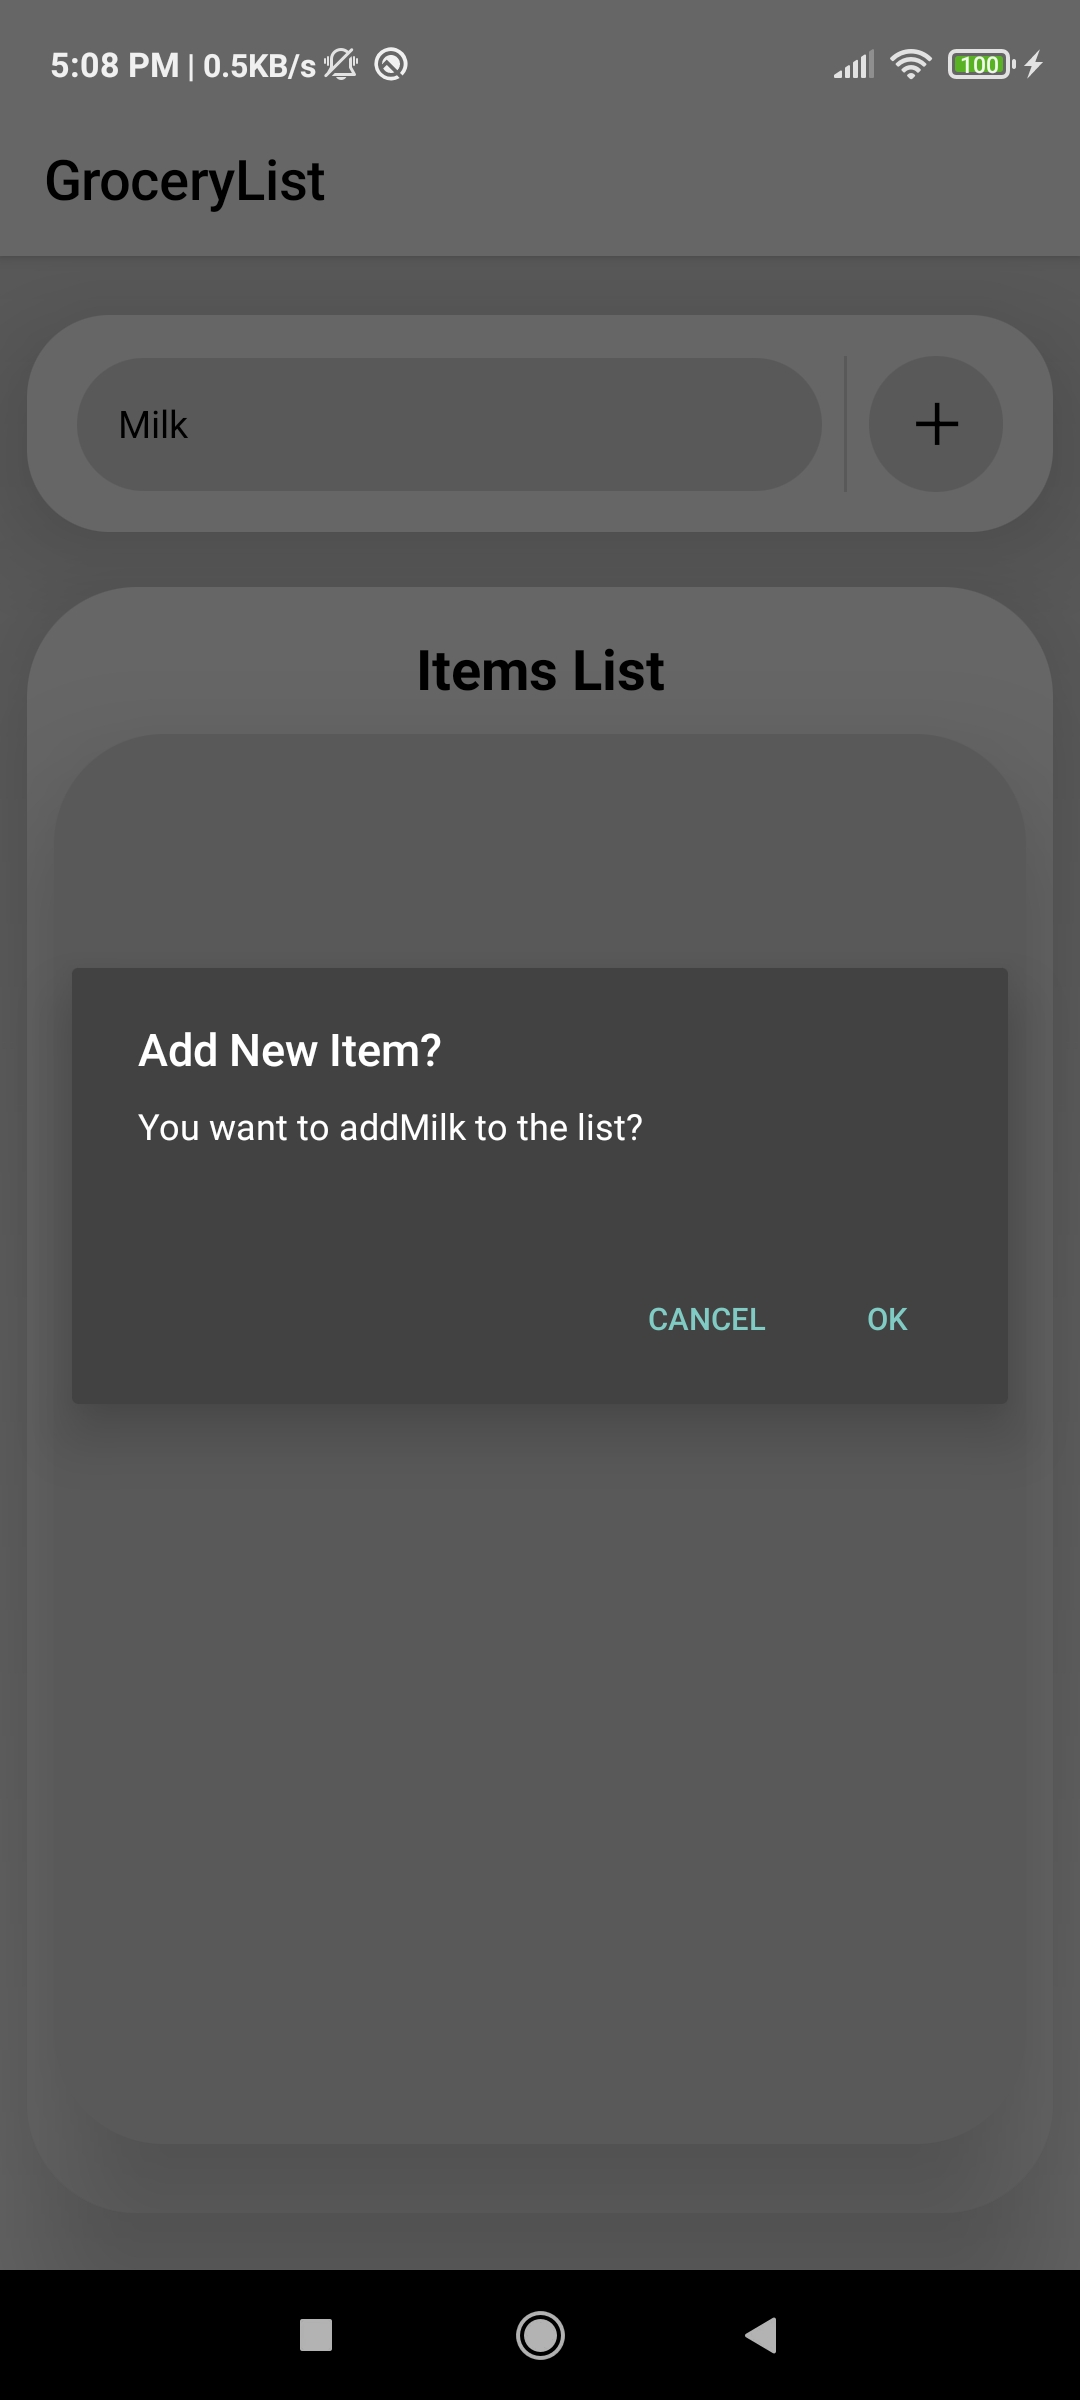 5:08 PM | 0.5KB/s
100
GroceryList
Milk
Items List
Add New Item?
You want to addMilk to the list?
CANCEL OK